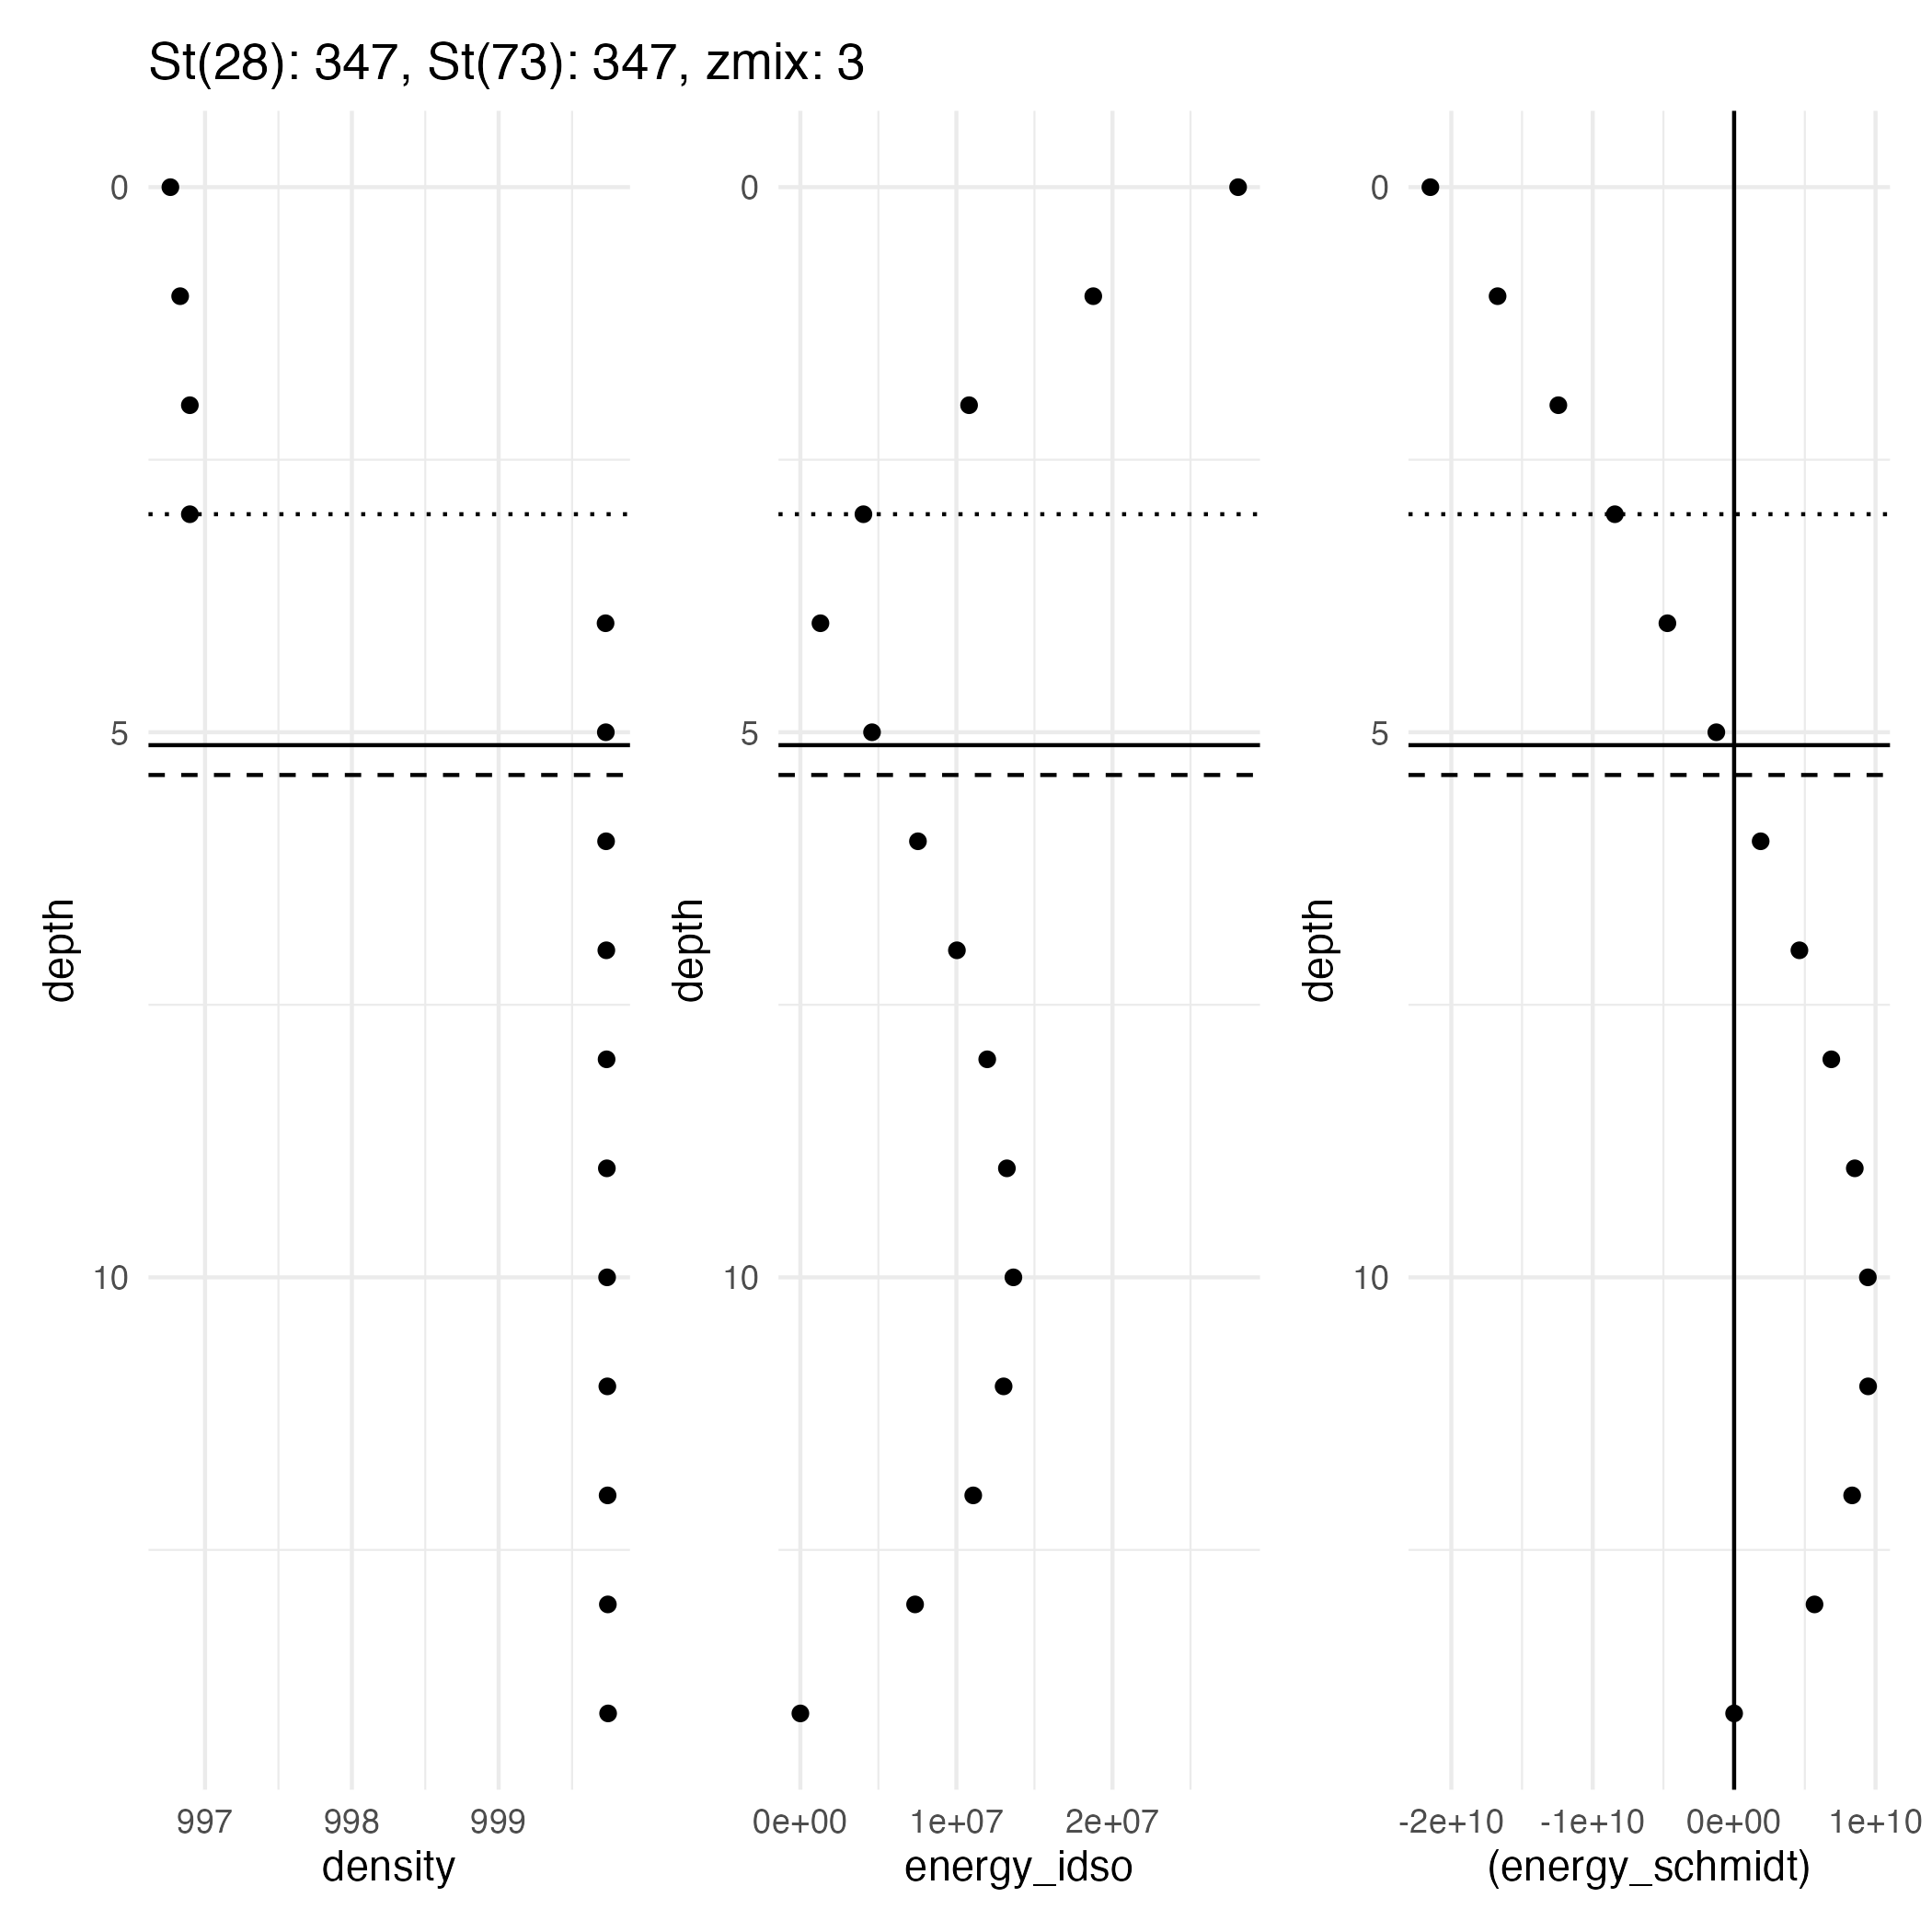 St(28): 347, St(73): 347, zmix: 3
0
5
10
depth
997 998 999
density
0
5
10
depth
0e+00 1e+07 2e+07
energy_idso
0
5
10
depth
-2e+10 -1e+10 0e+00 1e+10
(energy_schmidt)